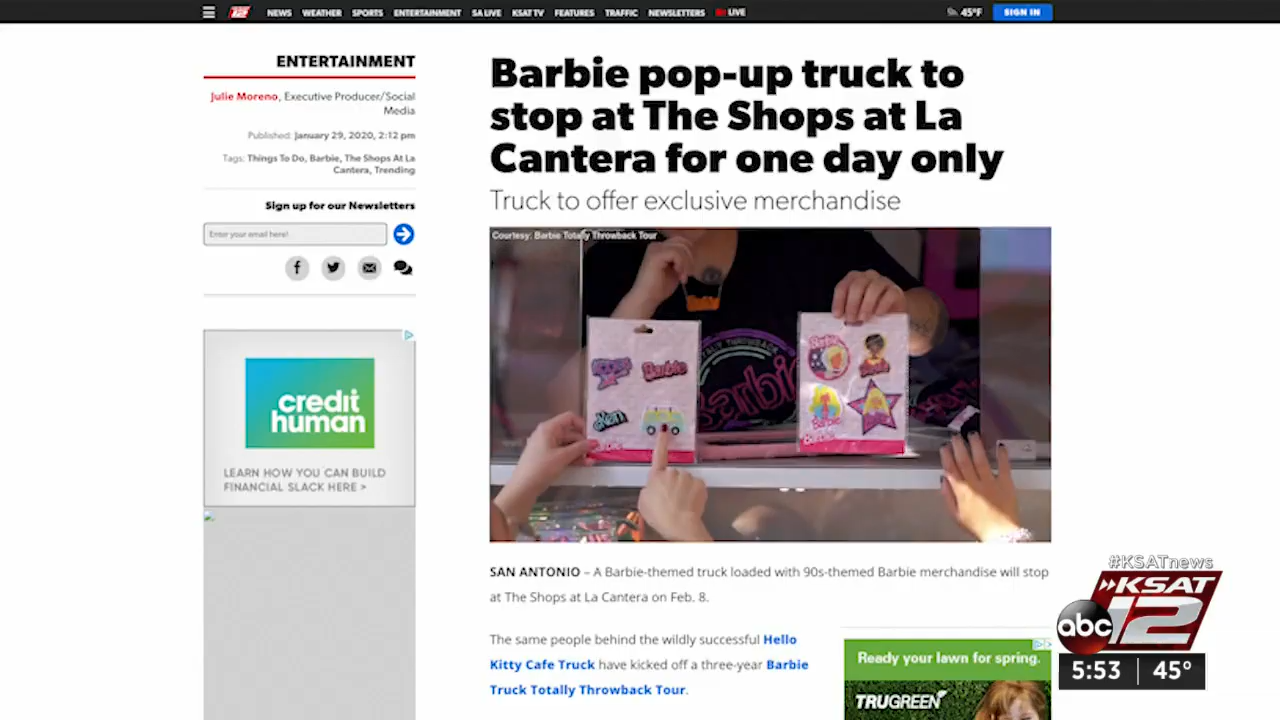 12
NEWS WEATHER SPORTS ENTERTAINMENT SA LIVE KSAT TV FEATURES TRAFFIC NEWSLETTERS LIVE
45°F
SIGN IN
ENTERTAINMENT
Julie Moreno, Executive Producer/Social
Media
Published: January 29, 2020, 2:12 pm
Tags: Things To Do, Barbie, The Shops At La
Cantera, Trending
Sign up for our Newsletters
Enter your email here!
credit
human
LEARN HOW YOU CAN BUILD
FINANCIAL SLACK HERE >
Barbie pop-up truck to
stop at The Shops at La
Cantera for one day only
Truck to offer exclusive merchandise
Courtesy: Barbie Totally Throwback Tour
Barbie
Ken
TOTALLY THROWBACK
Barbie
Barbie
Barbie
Barbie
SAN ANTONIO – A Barbie-themed truck loaded with 90s-themed Barbie merchandise will stop
at The Shops at La Cantera on Feb. 8.
The same people behind the wildly successful Hello
Kitty Cafe Truck have kicked off a three-year Barbie
Truck Totally Throwback Tour.
Ready your lawn for spring.
TRUGREEN
#KSATnews
KSAT
abc 12
5:53 45°